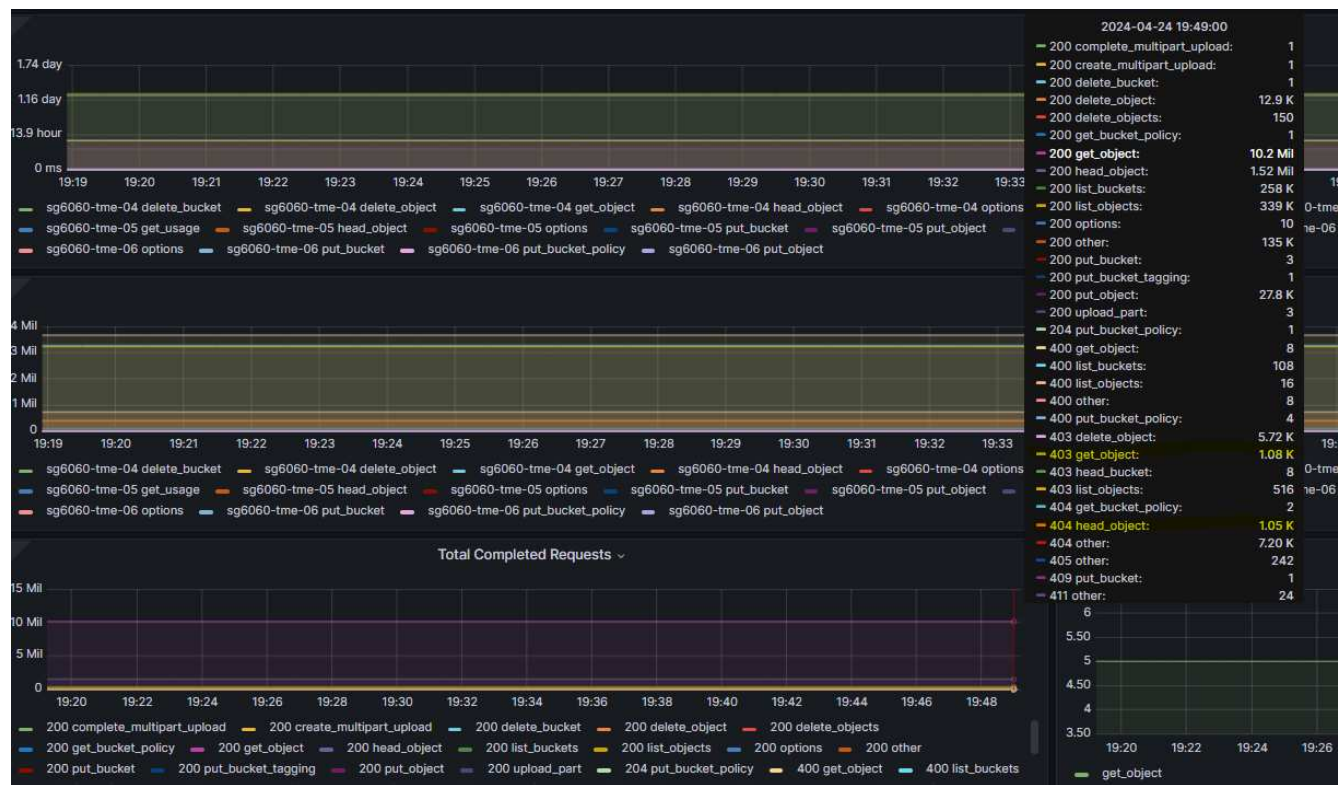 1.74 day
1.16 day
13.9 hour
0 ms
19:19 19:20 19:21 19:22 19:23 19:24 19:25 19:26 19:27 19:28 19:29 19:30 19:31 19:32 19:33
sg6060-tme-04 delete_bucket sg6060-tme-04 delete_object sg6060-tme-04 get_object sg6060-tme-04 head_object sg6060-tme-04 options
sg6060-tme-05 get_usage sg6060-tme-05 head_object sg6060-tme-05 options sg6060-tme-05 put_bucket sg6060-tme-05 put_object
sg6060-tme-06 options sg6060-tme-06 put_bucket sg6060-tme-06 put_bucket_policy sg6060-tme-06 put_object
4 Mil
3 Mil
2 Mil
1 Mil
0
19:19 19:20 19:21 19:22 19:23 19:24 19:25 19:26 19:27 19:28 19:29 19:30 19:31 19:32 19:33
sg6060-tme-04 delete_bucket sg6060-tme-04 delete_object sg6060-tme-04 get_object sg6060-tme-04 head_object sg6060-tme-04 options
sg6060-tme-05 get_usage sg6060-tme-05 head_object sg6060-tme-05 options sg6060-tme-05 put_bucket sg6060-tme-05 put_object
sg6060-tme-06 options sg6060-tme-06 put_bucket sg6060-tme-06 put_bucket_policy sg6060-tme-06 put_object
Total Completed Requests
15 Mil
10 Mil
5 Mil
0
19:20 19:22 19:24 19:26 19:28 19:30 19:32 19:34 19:36 19:38 19:40 19:42 19:44 19:46 19:48
200 complete_multipart_upload 200 create_multipart_upload 200 delete_bucket 200 delete_object 200 delete_objects
200 get_bucket_policy 200 get_object 200 head_object 200 list_buckets 200 list_objects 200 options 200 other
200 put_bucket 200 put_bucket_tagging 200 put_object 200 upload_part 204 put_bucket_policy 400 get_object 400 list_buckets
2024-04-24 19:49:00
200 complete_multipart_upload: 1
200 create_multipart_upload: 1
200 delete_bucket: 1
200 delete_object: 12.9 K
200 delete_objects: 150
200 get_bucket_policy: 1
200 get_object: 10.2 Mil
200 head_object: 1.52 Mil
200 list_buckets: 258 K
200 list_objects: 339 K
200 options: 10
200 other: 135 K
200 put_bucket: 3
200 put_bucket_tagging: 1
200 put_object: 27.8 K
200 upload_part: 3
204 put_bucket_policy: 1
400 get_object: 8
400 list_buckets: 108
400 list_objects: 16
400 other: 8
400 put_bucket_policy: 4
403 delete_object: 5.72 K
403 get_object: 1.08 K
403 head_bucket: 8
403 list_objects: 516
404 get_bucket_policy: 2
404 head_object: 1.05 K
404 other: 7.20 K
405 other: 242
409 put_bucket: 1
411 other: 24
6
5.50
5
4.50
4
3.50
19:20 19:22 19:24 19:26
get_object